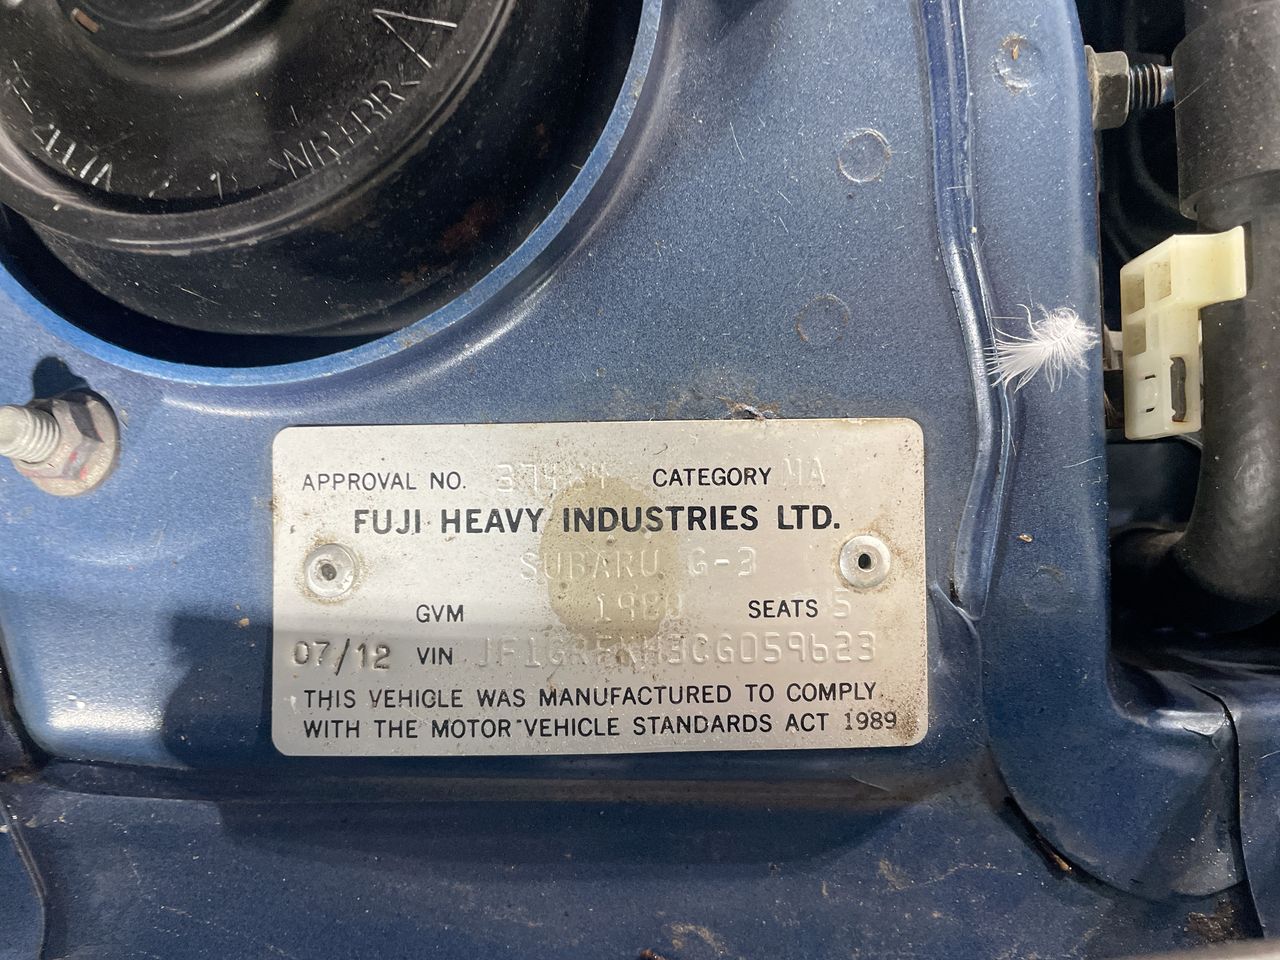 APPROVAL NO. 37424 CATEGORY MA
FUJI HEAVY INDUSTRIES LTD.
SUBARU G-3
GVM 1980 SEATS 5
07/12 VIN
THIS VEHICLE WAS MANUFACTURED TO COMPLY
WITH THE MOTOR VEHICLE STANDARDS ACT 1989